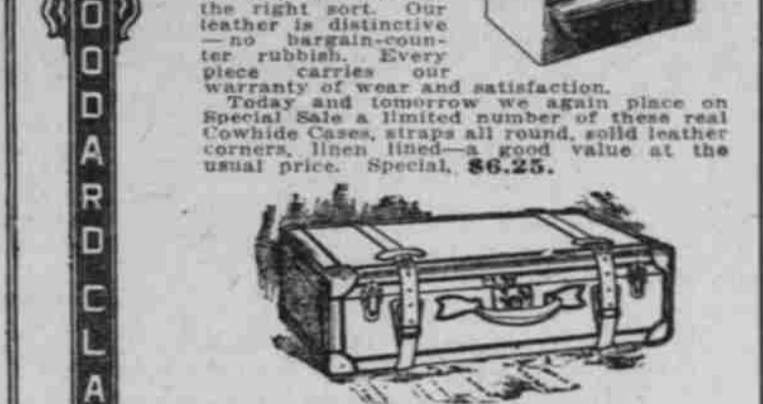 the right sort. Our
leather is distinctive
—no bargain-coun-
ter rubbish. Every
piece carries our
warranty of wear and satisfaction.
Today and tomorrow we again place on
Special Sale a limited number of these real
Cowhide Cases, straps all round, solid leather
corners, linen lined—a good value at the
usual price. Special, $6.25.
O
O
D
A
R
D
C
L
A